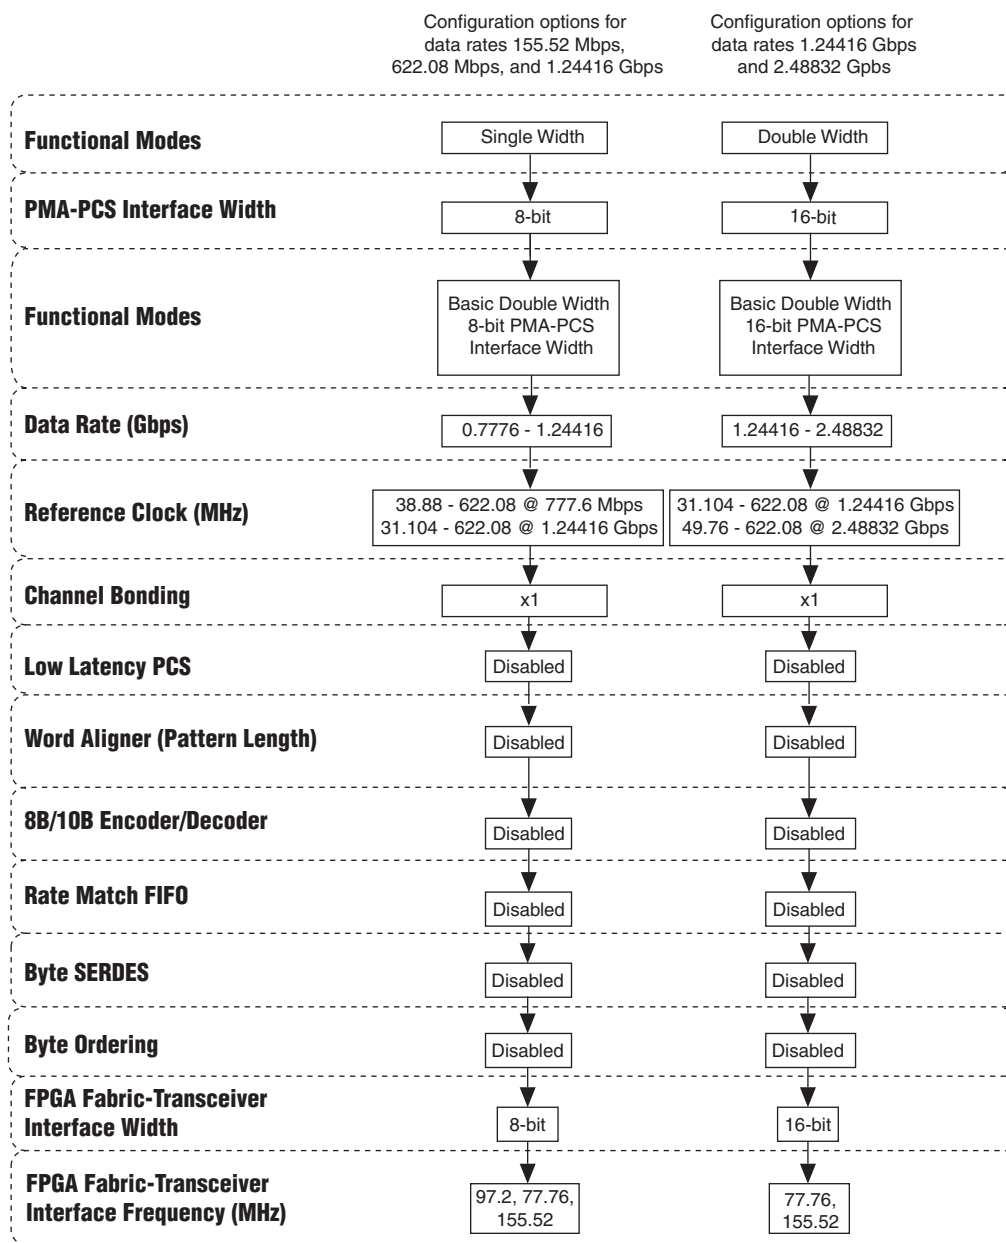 Configuration options for
data rates 155.52 Mbps,
622.08 Mbps, and 1.24416 Gbps
Configuration options for
data rates 1.24416 Gbps
and 2.48832 Gpbs
Functional Modes
Single Width
Double Width
PMA-PCS Interface Width
8-bit
16-bit
Functional Modes
Basic Double Width
8-bit PMA-PCS
Interface Width
Basic Double Width
16-bit PMA-PCS
Interface Width
Data Rate (Gbps)
0.7776 - 1.24416
1.24416 - 2.48832
Reference Clock (MHz)
38.88 - 622.08 @ 777.6 Mbps
31.104 - 622.08 @ 1.24416 Gbps
31.104 - 622.08 @ 1.24416 Gbps
49.76 - 622.08 @ 2.48832 Gbps
Channel Bonding
x1
x1
Low Latency PCS
Disabled
Disabled
Word Aligner (Pattern Length)
Disabled
Disabled
8B/10B Encoder/Decoder
Disabled
Disabled
Rate Match FIFO
Disabled
Disabled
Byte SERDES
Disabled
Disabled
Byte Ordering
Disabled
Disabled
FPGA Fabric-Transceiver
Interface Width
8-bit
16-bit
FPGA Fabric-Transceiver
Interface Frequency (MHz)
97.2, 77.76,
155.52
77.76,
155.52